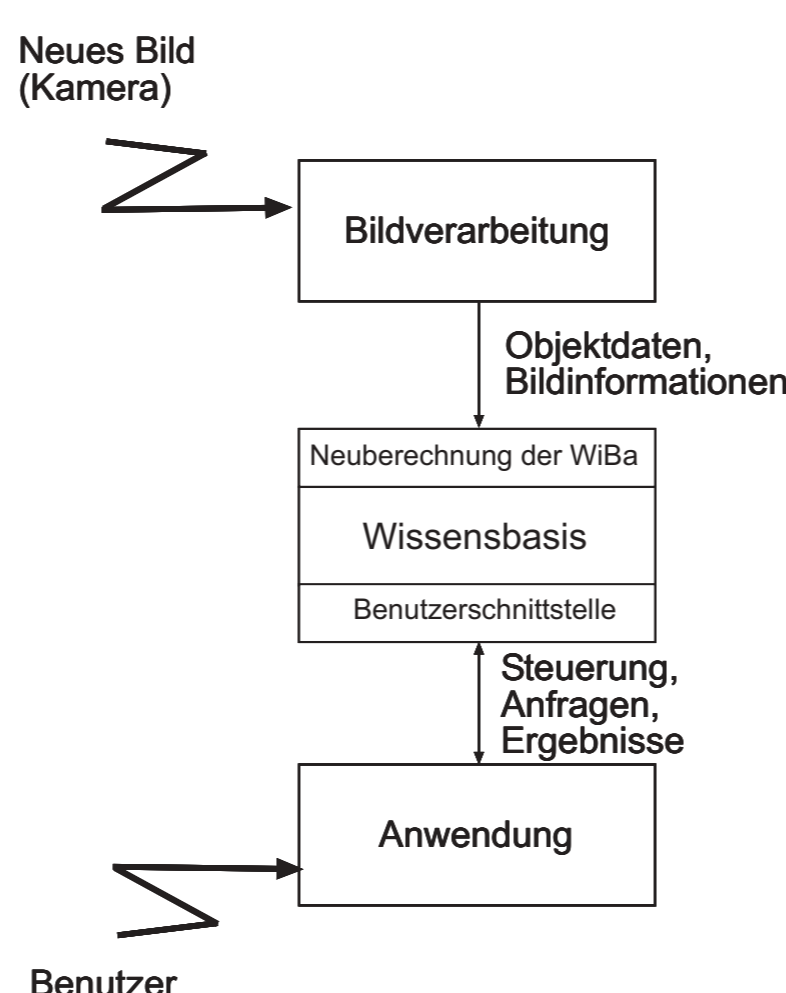 Neues Bild
(Kamera)
Bildverarbeitung
Objektdaten,
Bildinformationen
Neuberechnung der WiBa
Wissensbasis
Benutzerschnittstelle
Steuerung,
Anfragen,
Ergebnisse
Anwendung
Benutzer